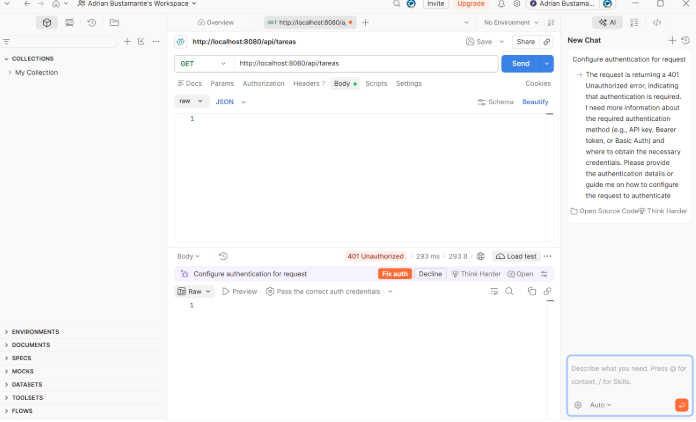 Adrian Bustamante's Workspace
Invite
Upgrade
Adrian Bustama...
Overview
GET http://localhost:8080/a
No Environment
AI
COLLECTIONS
My Collection
http://localhost:8080/api/tareas
Save
Share
GET
http://localhost:8080/api/tareas
Send
Docs Params Authorization Headers 7 Body Scripts Settings Cookies
raw JSON Schema Beautify
1
Body
401 Unauthorized · 293 ms · 293 B
Load test
Configure authentication for request
Fix auth
Decline
Think Harder
Open
Raw
Preview
Pass the correct auth credentials
1
ENVIRONMENTS
DOCUMENTS
SPECS
MOCKS
DATASETS
TOOLSETS
FLOWS
New Chat
Configure authentication for request
→ The request is returning a 401
Unauthorized error, indicating
that authentication is required.
I need more information about
the required authentication
method (e.g., API key, Bearer
token, or Basic Auth) and
where to obtain the necessary
credentials. Please provide
the authentication details or
guide me on how to configure
the request to authenticate
Open Source Code
Think Harder
Describe what you need. Press @ for
context, / for Skills.
Auto